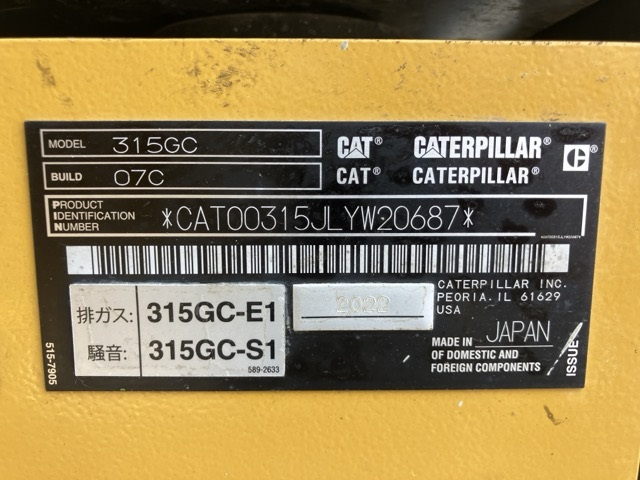 MODEL 315GC
CAT® CATERPILLAR®
BUILD 07C
CAT® CATERPILLAR®
PRODUCT IDENTIFICATION NUMBER
*CAT00315JLYW20687*
*CAT00315JLYW20687*
排ガス: 315GC-E1
騒音: 315GC-S1
589-2633
2022
CATERPILLAR INC.
PEORIA, IL 61629
USA
MADE IN JAPAN
OF DOMESTIC AND
FOREIGN COMPONENTS
ISSUE
515-7905